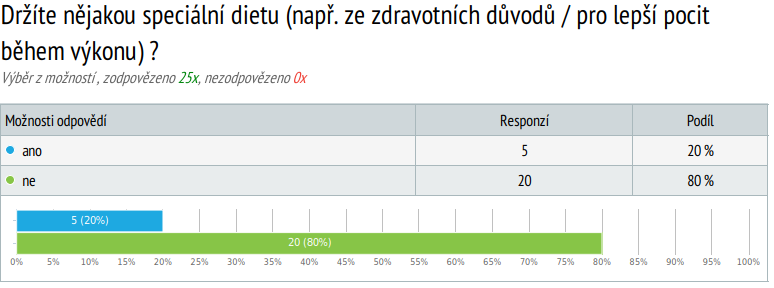 Držíte nějakou speciální dietu (např. ze zdravotních důvodů / pro lepší pocit
během výkonu) ?
Výběr z možností , zodpovězeno 25x, nezodpovězeno 0x
Možnosti odpovědí Responzí Podíl
ano 5 20 %
ne 20 80 %
5 (20%)
20 (80%)
0% 5% 10% 15% 20% 25% 30% 35% 40% 45% 50% 55% 60% 65% 70% 75% 80% 85% 90% 95% 100%